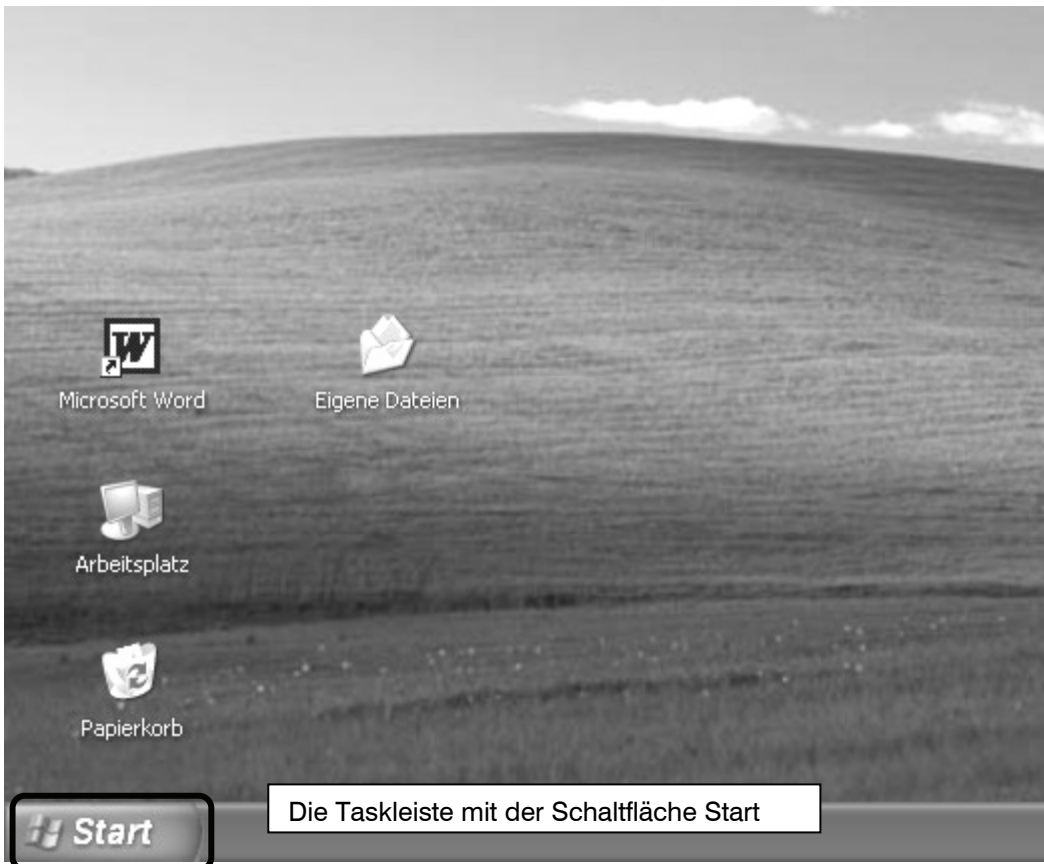 Microsoft Word
Eigene Dateien
Arbeitsplatz
Papierkorb
Die Taskleiste mit der Schaltfläche Start
Start